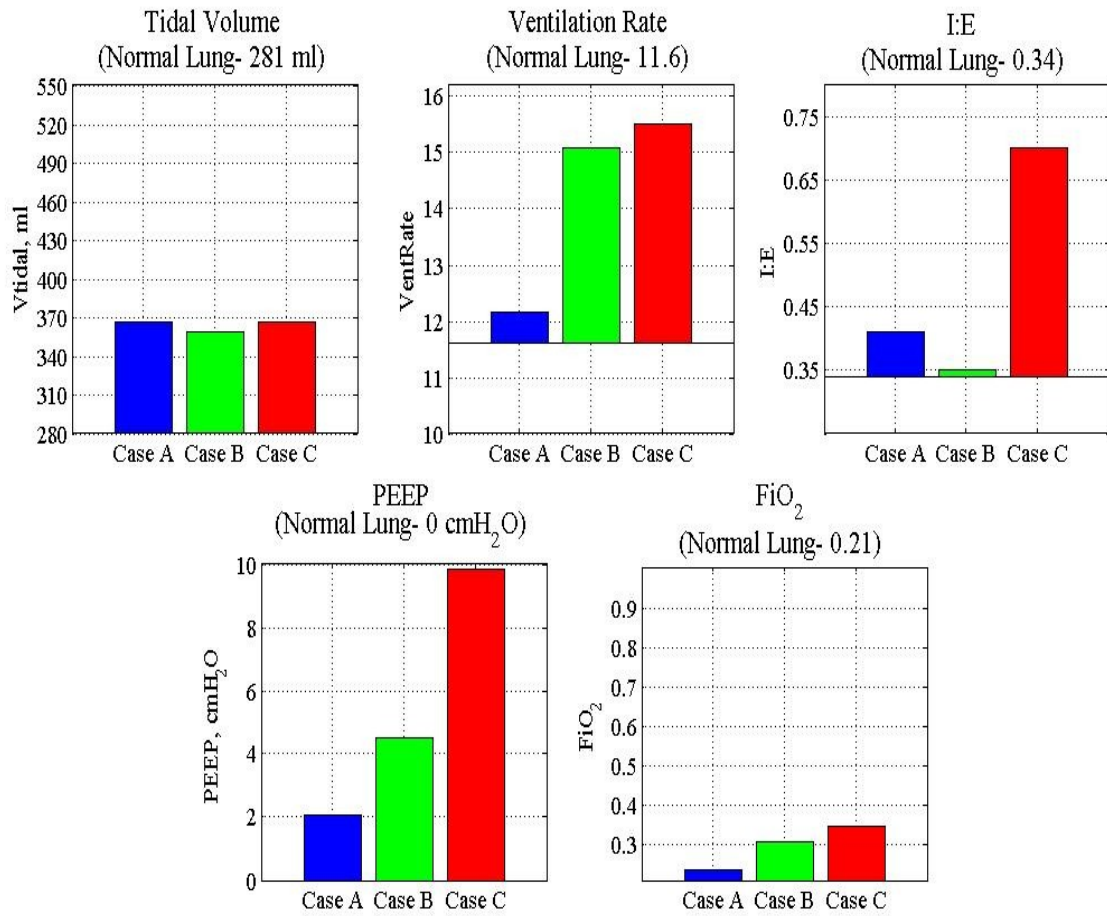 Tidal Volume
(Normal Lung- 281 ml)
550
520
490
460
430
400
370
340
310
280
Vtidal, ml
Case A Case B Case C
Ventilation Rate
(Normal Lung- 11.6)
16
15
14
13
12
11
10
VentRate
Case A Case B Case C
I:E
(Normal Lung- 0.34)
0.75
0.65
0.55
0.45
0.35
I:E
Case A Case B Case C
PEEP
(Normal Lung- 0 cmH₂O)
10
8
6
4
2
0
PEEP, cmH₂O
Case A Case B Case C
FiO₂
(Normal Lung- 0.21)
0.9
0.8
0.7
0.6
0.5
0.4
0.3
FiO₂
Case A Case B Case C